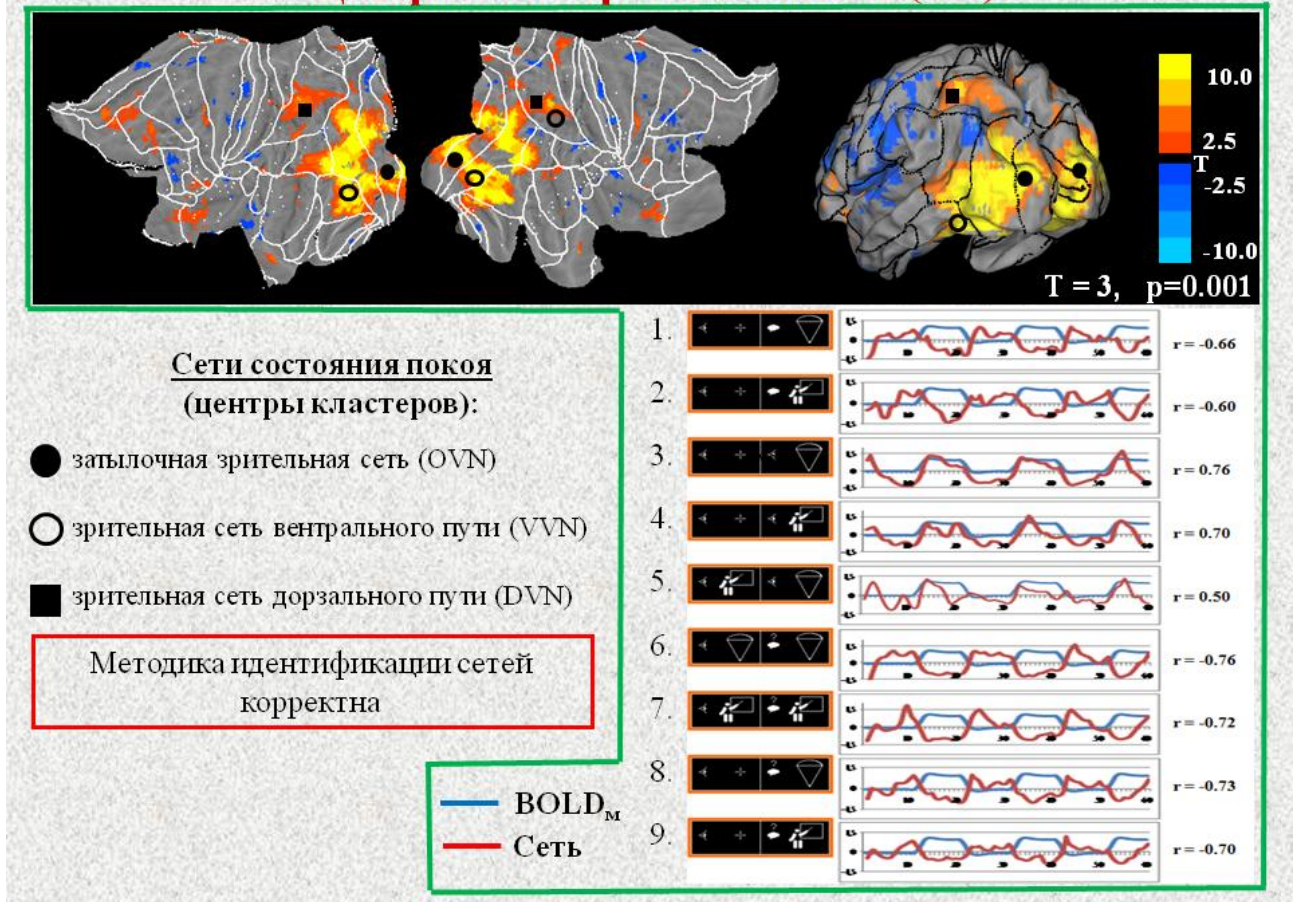 10.0
2.5
T
-2.5
-10.0
T = 3, p=0.001
Сети состояния покоя
(центры кластеров):
затылочная зрительная сеть (OVN)
зрительная сеть вентрального пути (VVN)
зрительная сеть дорзального пути (DVN)
Методика идентификации сетей
корректна
BOLDм
Сеть
1. r = -0.66
2. r = -0.60
3. r = 0.76
4. r = 0.70
5. r = 0.50
6. r = -0.76
7. r = -0.72
8. r = -0.73
9. r = -0.70